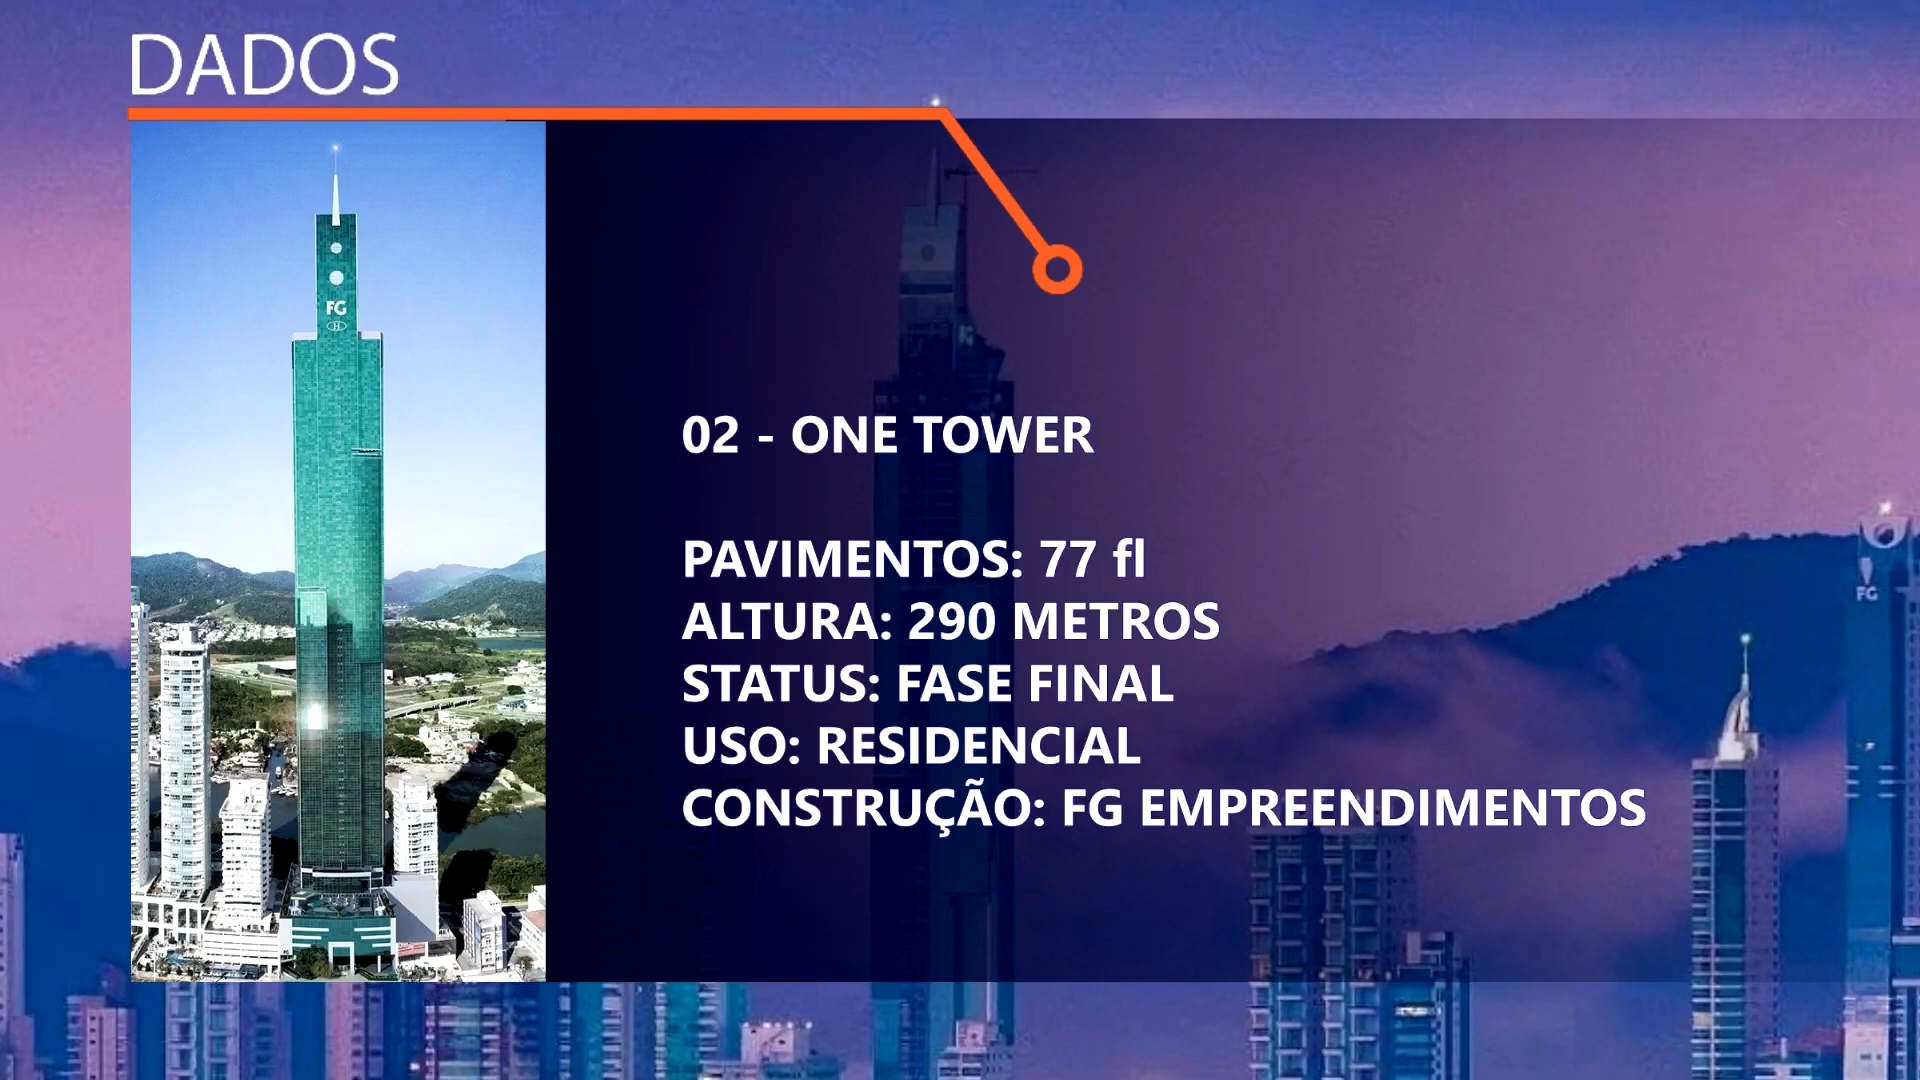 DADOS
FG
H
02 - ONE TOWER
PAVIMENTOS: 77 fl
ALTURA: 290 METROS
STATUS: FASE FINAL
USO: RESIDENCIAL
CONSTRUÇÃO: FG EMPREENDIMENTOS
FG